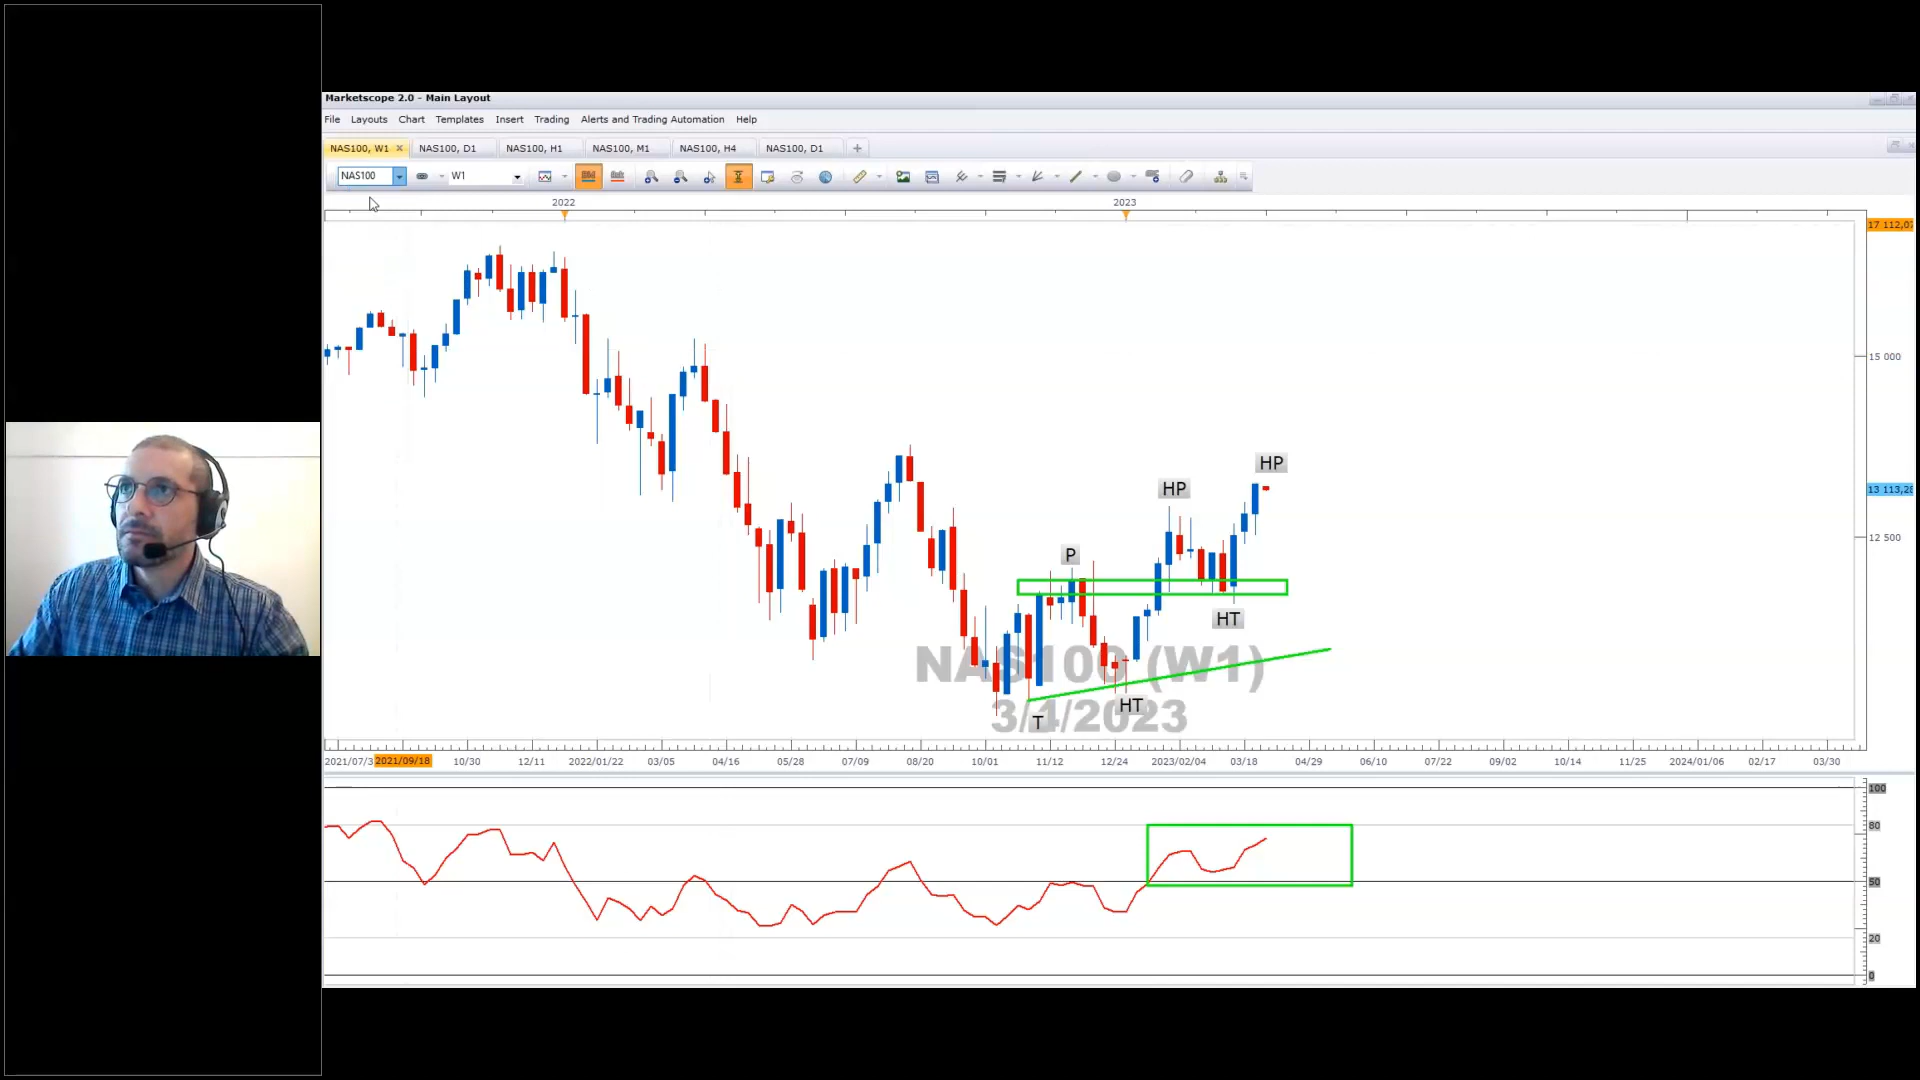 Marketscope 2.0 - Main Layout
File Layouts Chart Templates Insert Trading Alerts and Trading Automation Help
NAS100, W1 NAS100, D1 NAS100, H1 NAS100, M1 NAS100, H4 NAS100, D1
NAS100 W1
2022 2023
17 112,07
15 000
HP
HP
13 113,28
12 500
P
HT
NAS100 (W1)
HT
3/4/2023
T
2021/07/3 2021/09/18 10/30 12/11 2022/01/22 03/05 04/16 05/28 07/09 08/20 10/01 11/12 12/24 2023/02/04 03/18 04/29 06/10 07/22 09/02 10/14 11/25 2024/01/06 02/17 03/30
100
80
50
20
0